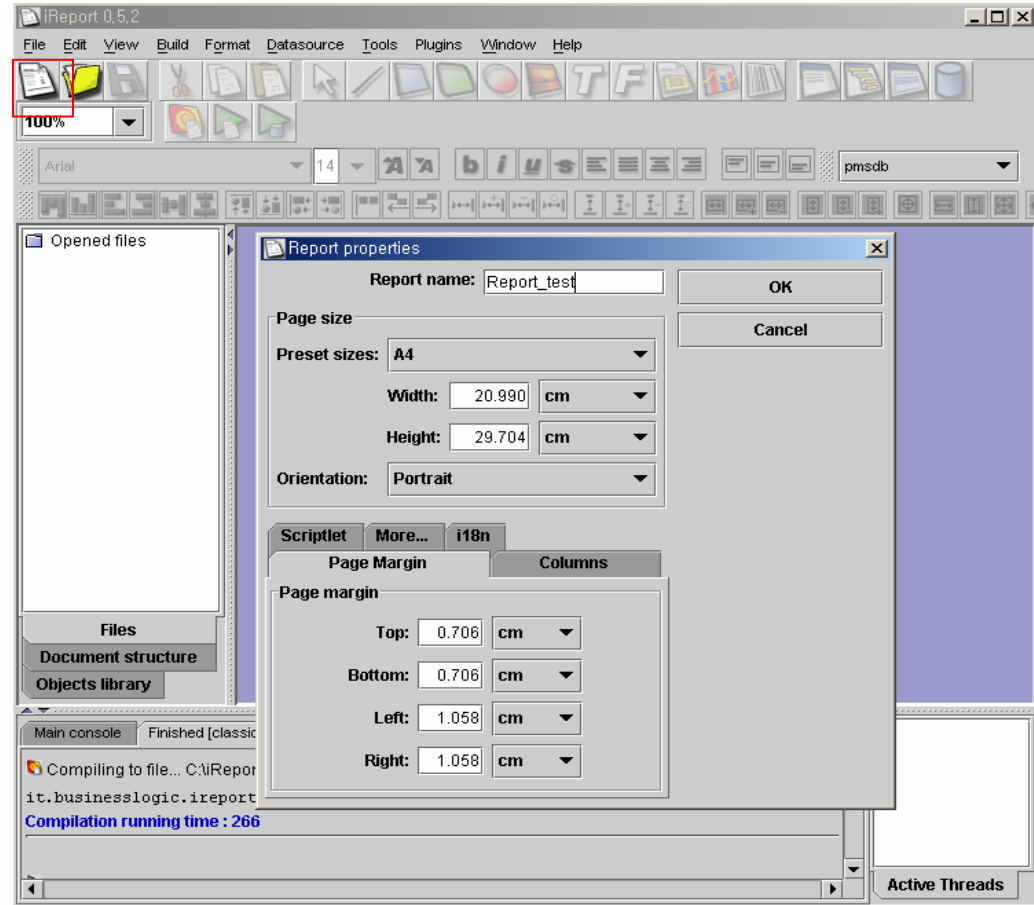 iReport 0.5.2
File Edit View Build Format Datasource Tools Plugins Window Help
100%
Arial 14 pmsdb
Opened files
Report properties
Report name: Report_test
OK
Page size
Cancel
Preset sizes: A4
Width: 20.990 cm
Height: 29.704 cm
Orientation: Portrait
Scriptlet More... i18n
Page Margin Columns
Page margin
Top: 0.706 cm
Bottom: 0.706 cm
Left: 1.058 cm
Right: 1.058 cm
Files
Document structure
Objects library
Main console Finished [classic
Compiling to file... C:\iRepor
it.businesslogic.ireport
Compilation running time : 266
Active Threads